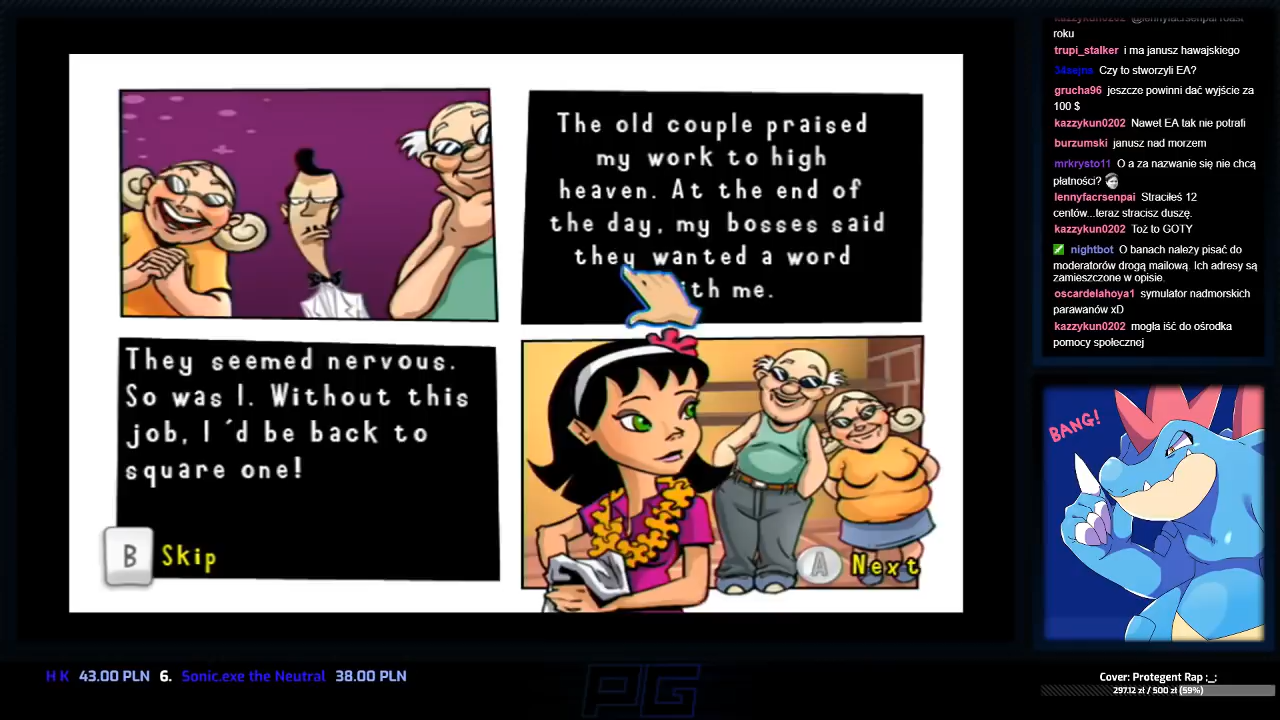 The old couple praised
my work to high
heaven. At the end of
the day, my bosses said
they wanted a word
ith me.
They seemed nervous.
So was I. Without this
job, I'd be back to
square one!
B Skip
A Next
roku
trupi_stalker i ma janusz hawajskiego
34sejna Czy to stworzyli EA?
grucha96 jeszcze powinni dać wyjście za
100 $
kazzykun0202 Nawet EA tak nie potrafi
burzumski janusz nad morzem
mrkrysto11 O a za nazwanie się nie chcą
płatności?
lennyfacrsenpai Straciłeś 12
centów...teraz stracisz duszę.
kazzykun0202 Toż to GOTY
nightbot O banach należy pisać do
moderatorów drogą mailową. Ich adresy są
zamieszczone w opisie.
oscardelahoya1 symulator nadmorskich
parawanów xD
kazzykun0202 mogła iść do ośrodka
pomocy społecznej
BANG!
H K 43.00 PLN 6. Sonic.exe the Neutral 38.00 PLN
PG
Cover: Protegent Rap :_:
297.12 zł / 500 zł (59%)